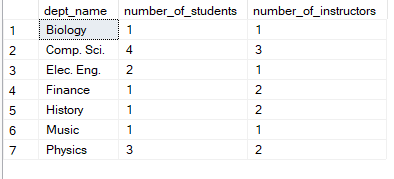 dept_name number_of_students number_of_instructors
1 Biology 1 1
2 Comp. Sci. 4 3
3 Elec. Eng. 2 1
4 Finance 1 2
5 History 1 2
6 Music 1 1
7 Physics 3 2